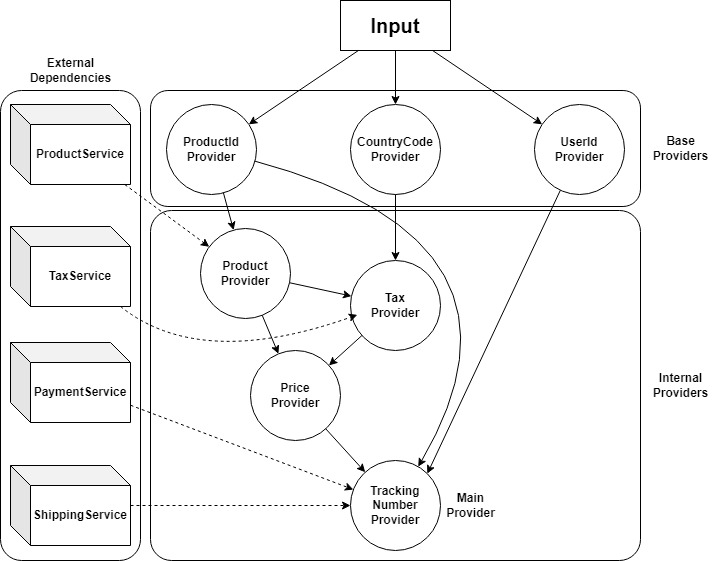 Input
External
Dependencies
ProductService
TaxService
PaymentService
ShippingService
ProductId
Provider
CountryCode
Provider
UserId
Provider
Base
Providers
Product
Provider
Tax
Provider
Price
Provider
Internal
Providers
Tracking
Number
Provider
Main
Provider